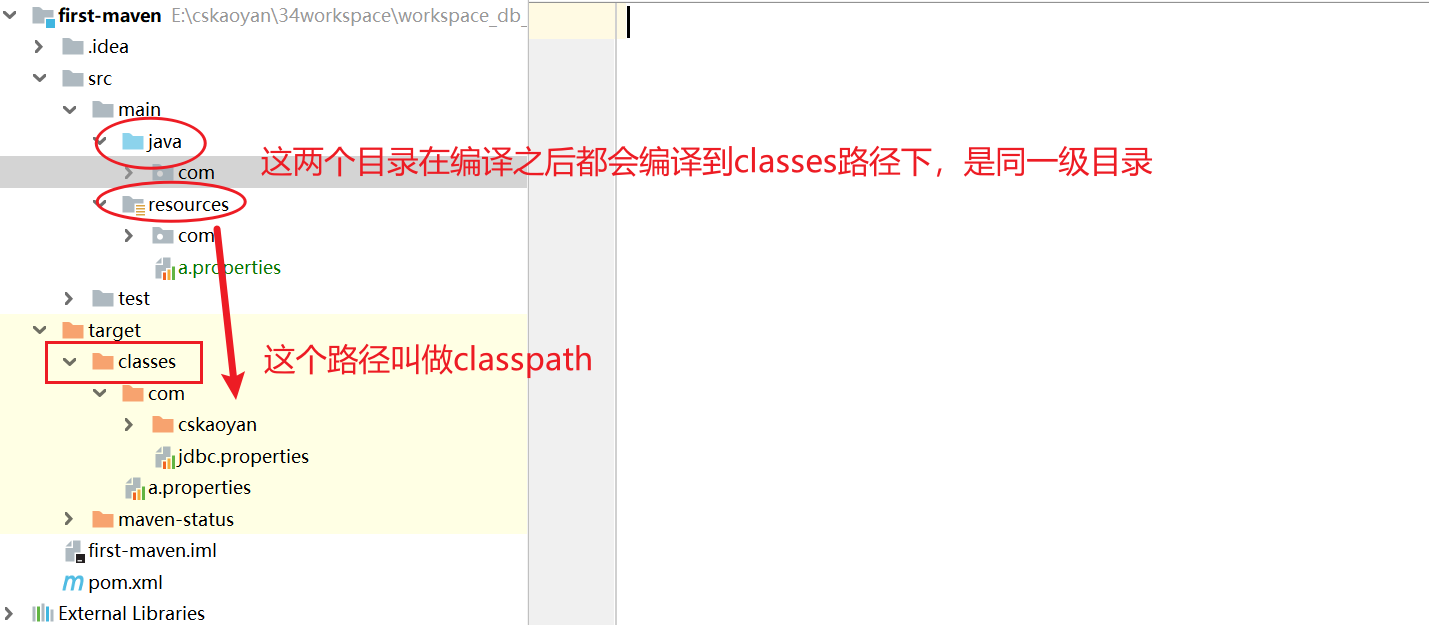 first-maven E:\cskaoyan\34workspace\workspace_db_
.idea
src
main
java
这两个目录在编译之后都会编译到classes路径下，是同一级目录
com
resources
com
a.properties
test
target
这个路径叫做classpath
classes
com
cskaoyan
jdbc.properties
a.properties
maven-status
first-maven.iml
pom.xml
External Libraries